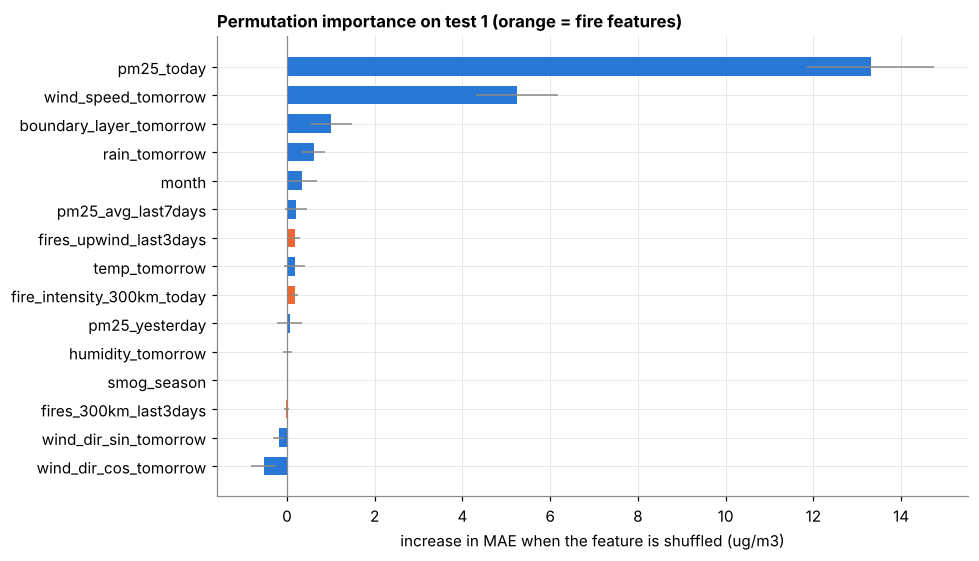 Permutation importance on test 1 (orange = fire features)
pm25_today
wind_speed_tomorrow
boundary_layer_tomorrow
rain_tomorrow
month
pm25_avg_last7days
fires_upwind_last3days
temp_tomorrow
fire_intensity_300km_today
pm25_yesterday
humidity_tomorrow
smog_season
fires_300km_last3days
wind_dir_sin_tomorrow
wind_dir_cos_tomorrow
0 2 4 6 8 10 12 14
increase in MAE when the feature is shuffled (ug/m3)